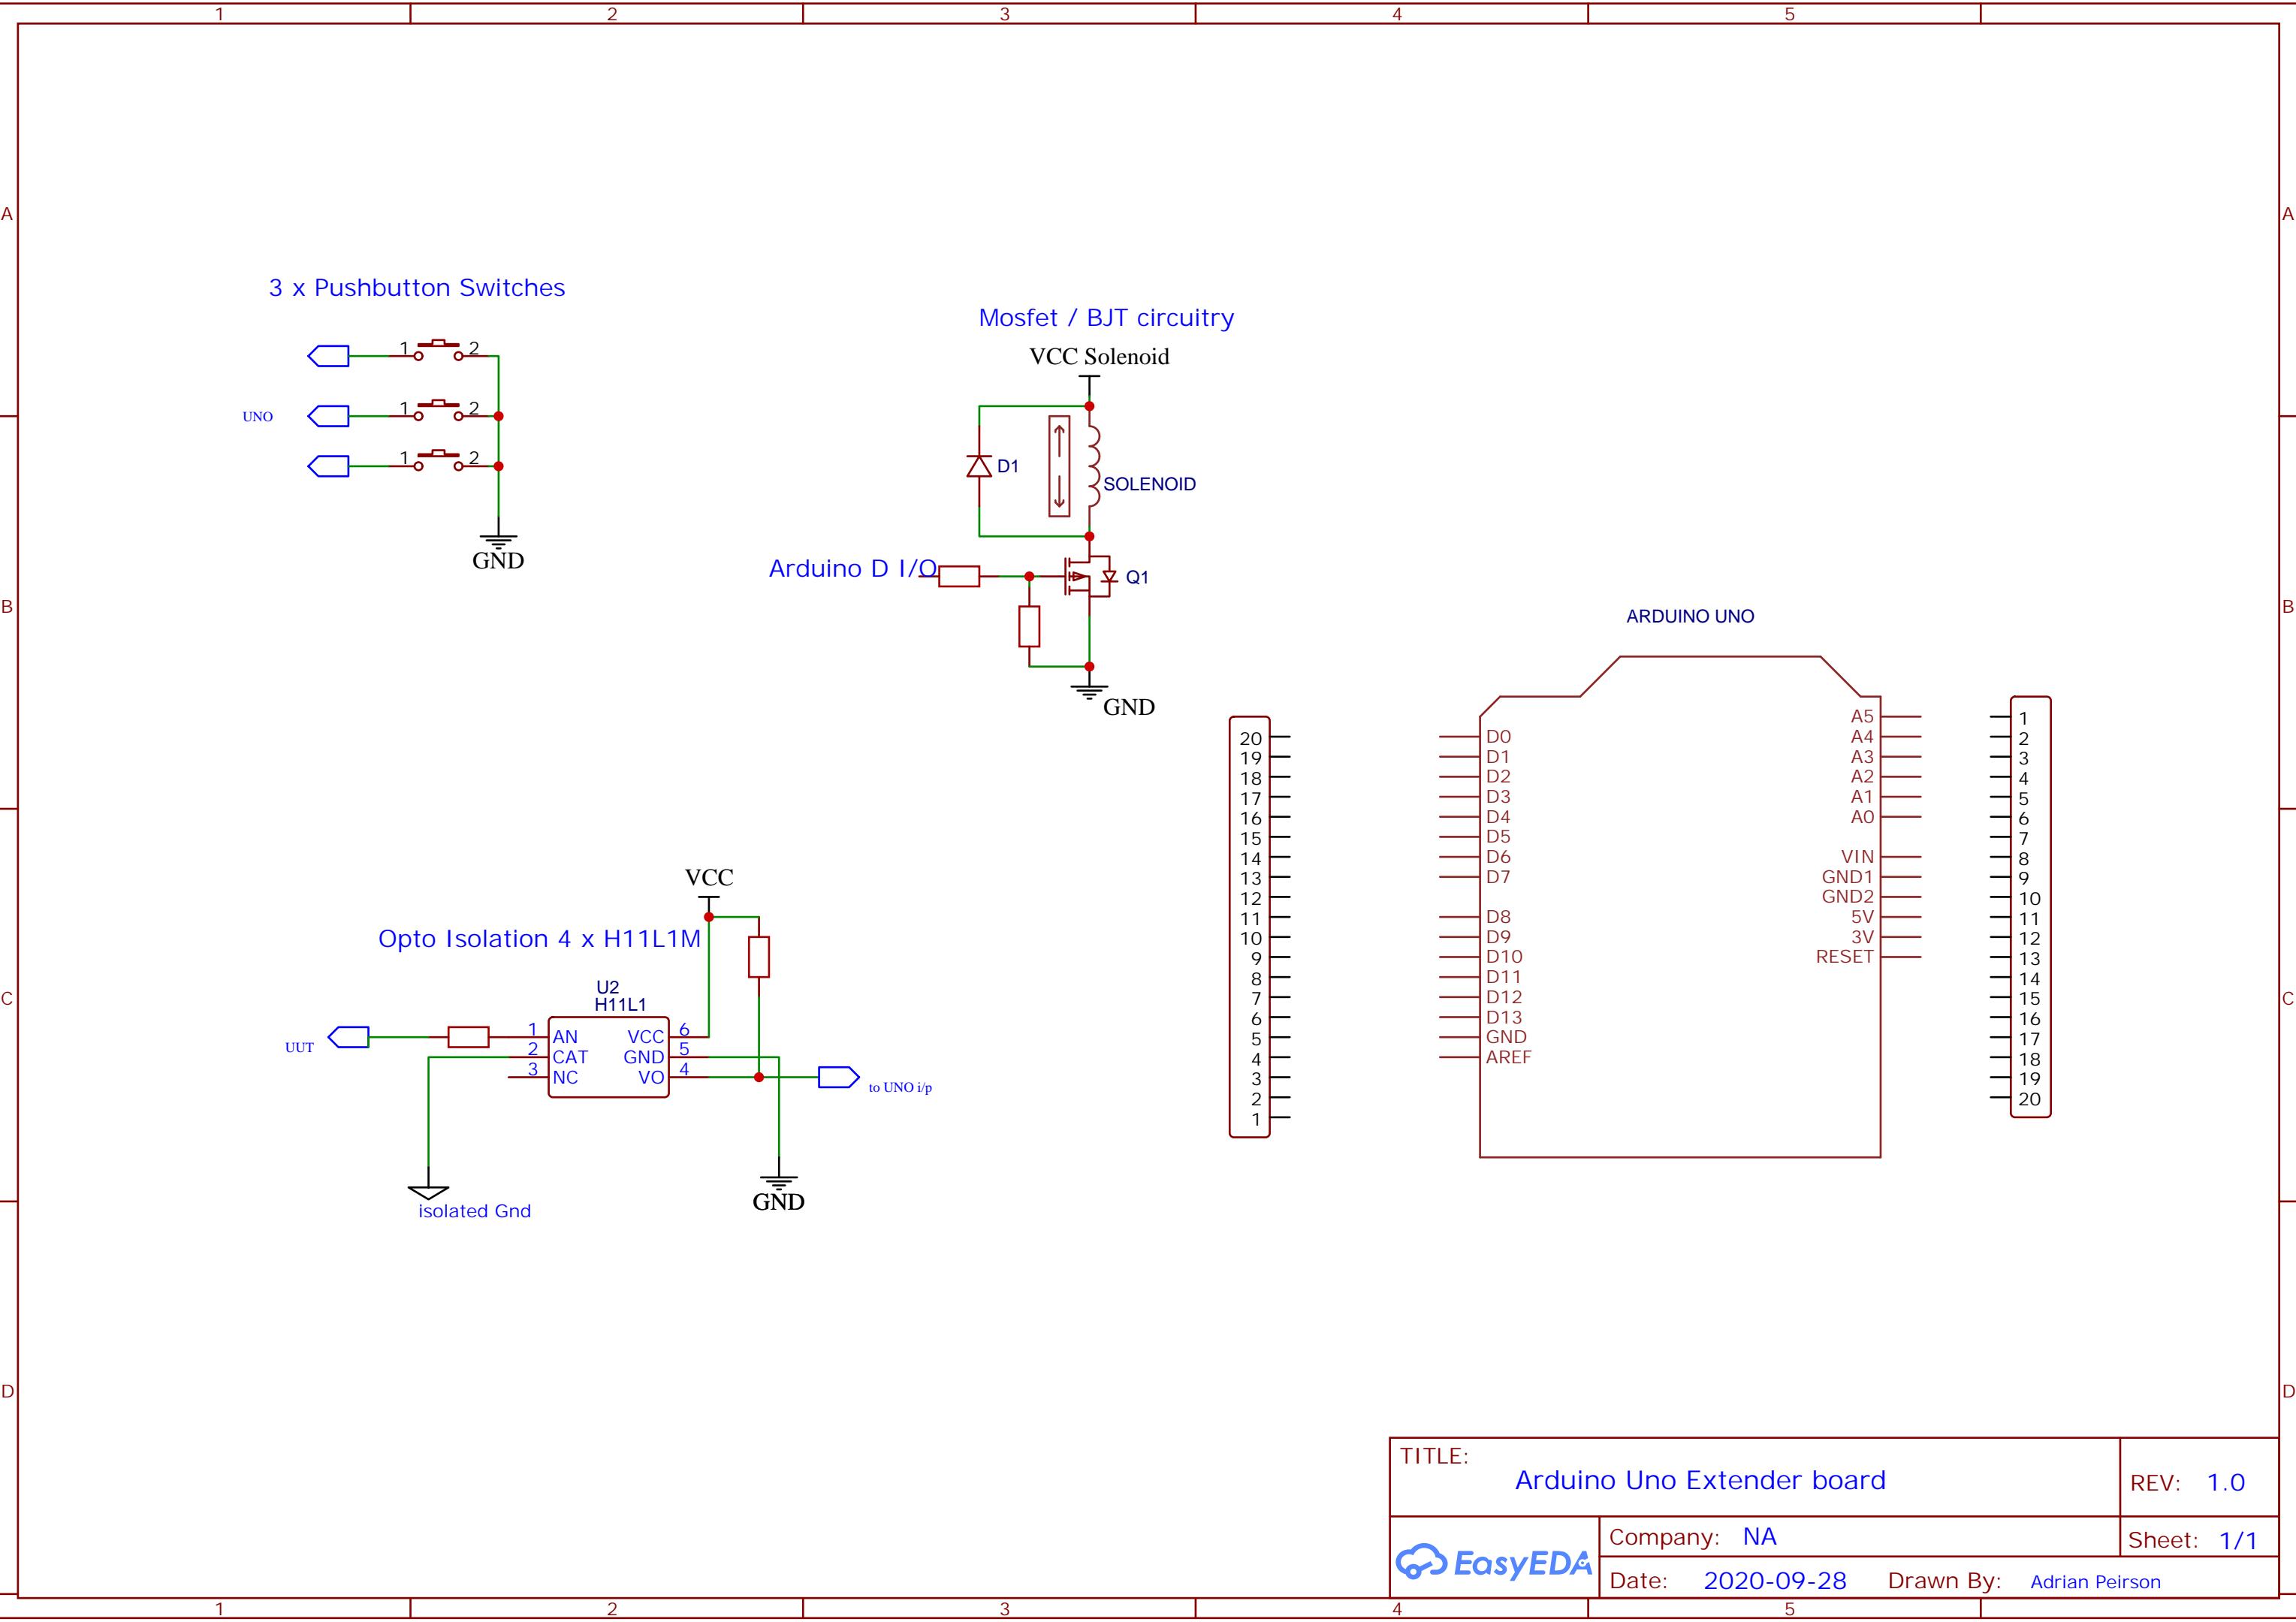 1 2 3 4 5
A A
3 x Pushbutton Switches
1 2
UNO 1 2
1 2
GND
Mosfet / BJT circuitry
VCC Solenoid
D1
SOLENOID
Arduino D I/O
Q1
GND
B B
ARDUINO UNO
20
19
18
17
16
15
14
13
12
11
10
9
8
7
6
5
4
3
2
1
D0
D1
D2
D3
D4
D5
D6
D7
D8
D9
D10
D11
D12
D13
GND
AREF
A5
A4
A3
A2
A1
A0
VIN
GND1
GND2
5V
3V
RESET
1
2
3
4
5
6
7
8
9
10
11
12
13
14
15
16
17
18
19
20
VCC
Opto Isolation 4 x H11L1M
U2
H11L1
C C
UUT
1 AN VCC 6
2 CAT GND 5
3 NC VO 4
to UNO i/p
isolated Gnd
GND
D D
TITLE:
Arduino Uno Extender board
REV: 1.0
EasyEDA
Company: NA
Sheet: 1/1
Date: 2020-09-28 Drawn By: Adrian Peirson
1 2 3 4 5